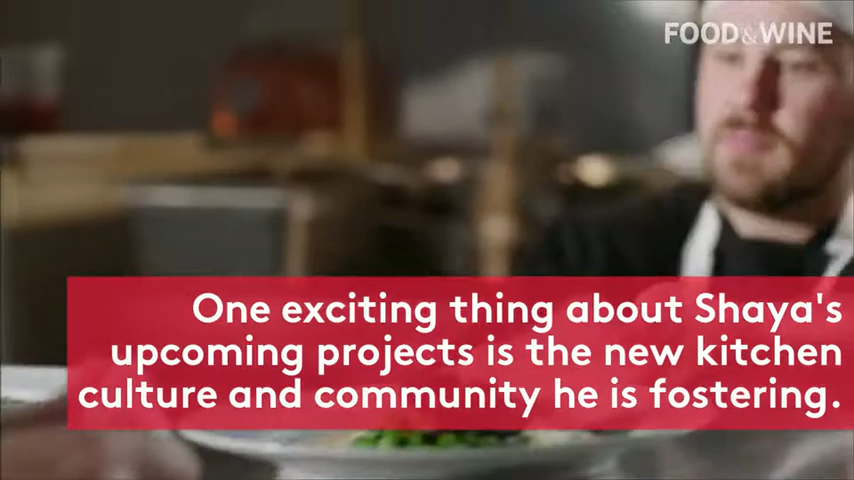 FOOD&WINE
One exciting thing about Shaya's
upcoming projects is the new kitchen
culture and community he is fostering.